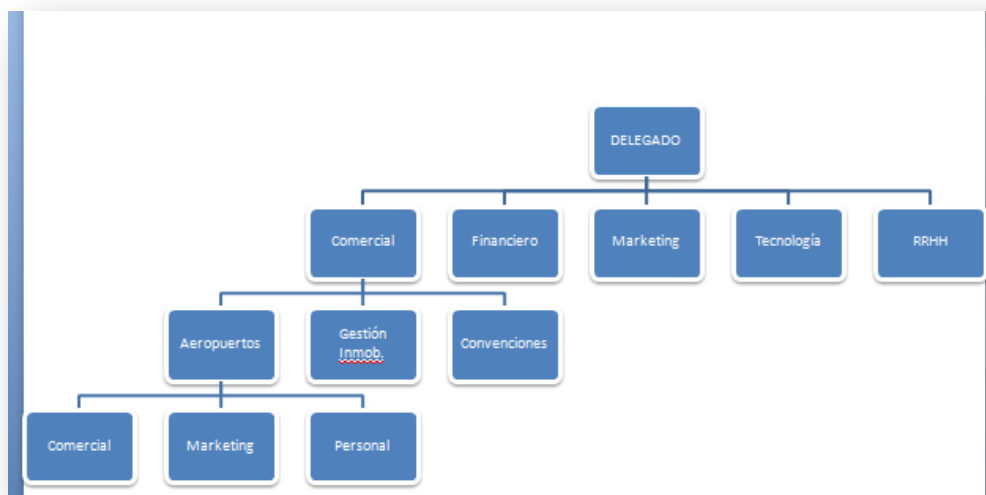 DELEGADO
Comercial
Financiero
Marketing
Tecnología
RRHH
Aeropuertos
Gestión
Inmob.
Convenciones
Comercial
Marketing
Personal